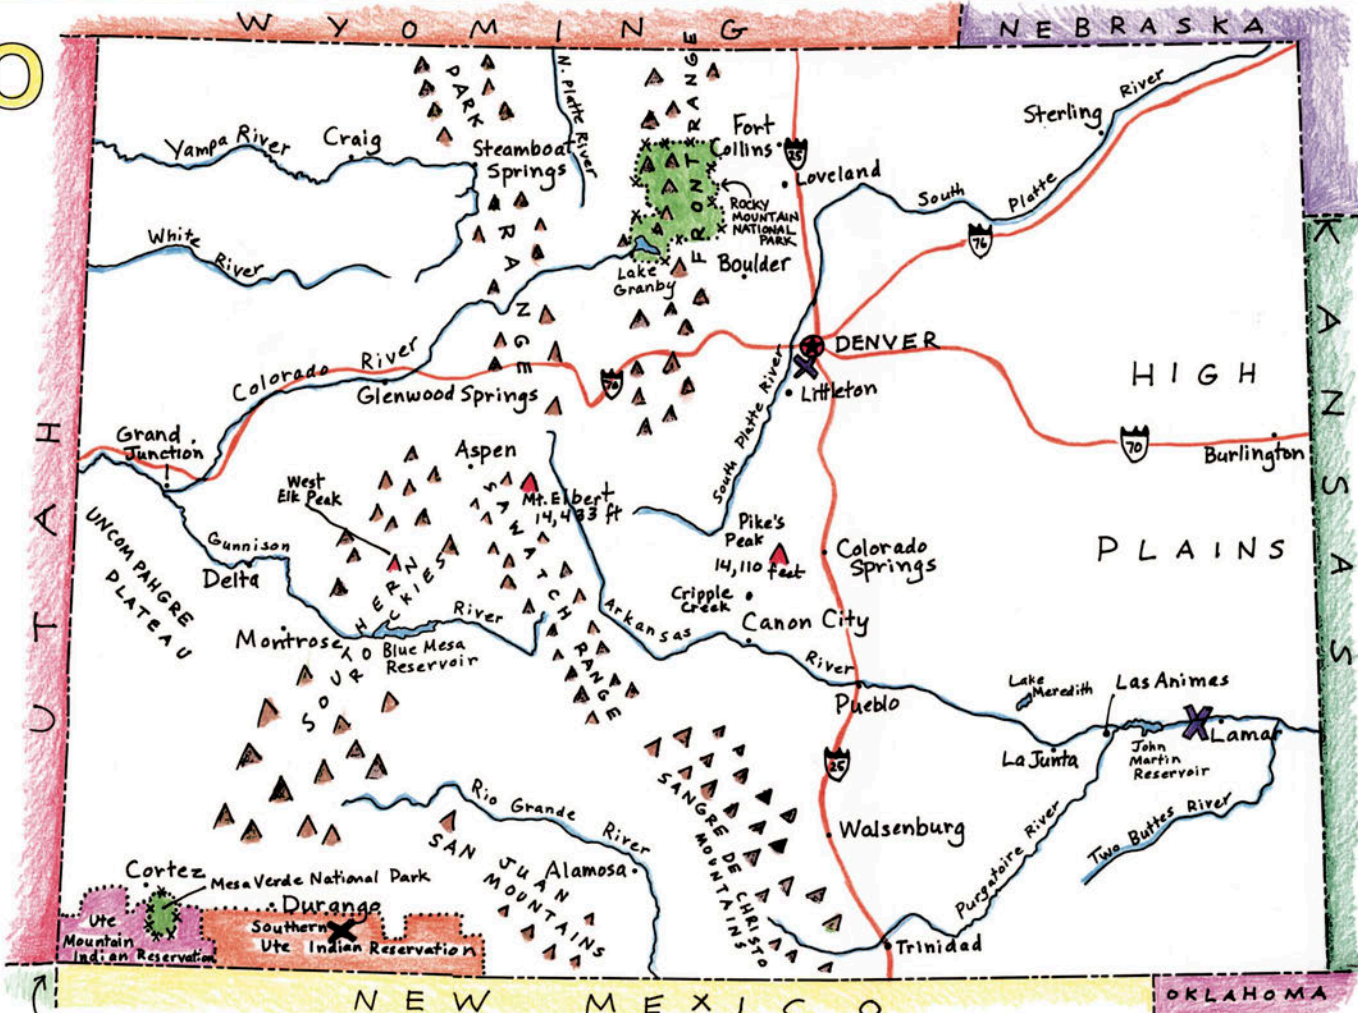 O
WYOMING
NEBRASKA
PARK
RANGE
N. Platte River
FRONT RANGE
Yampa River
Craig
Steamboat
Springs
Fort
Collins
25
Loveland
Sterling
South Platte River
ROCKY
MOUNTAIN
NATIONAL
PARK
76
White River
Lake
Granby
Boulder
KANSAS
UTAH
DENVER
Littleton
HIGH
PLAINS
Colorado River
Glenwood Springs
76
South Platte River
70
Burlington
Grand
Junction
Aspen
West
Elk Peak
Mt. Elbert
14,433 ft
SAWATCH RANGE
UNCOMPAHGRE
PLATEAU
Gunnison River
Delta
SOUTHERN
ROCKIES
Pike's
Peak
14,110 feet
Colorado
Springs
Cripple
Creek
Canon City
Arkansas River
Montrose
Blue Mesa
Reservoir
Pueblo
Lake
Meredith
Las Animas
La Junta
John
Martin
Reservoir
Lamar
25
SANGRE DE CHRISTO
MOUNTAINS
Rio Grande River
Walsenburg
Purgatoire River
Two Buttes River
SAN JUAN
MOUNTAINS
Alamosa
Cortez
Mesa Verde National Park
Durango
Ute
Mountain
Indian Reservation
Southern
Ute Indian Reservation
Trinidad
NEW MEXICO
OKLAHOMA